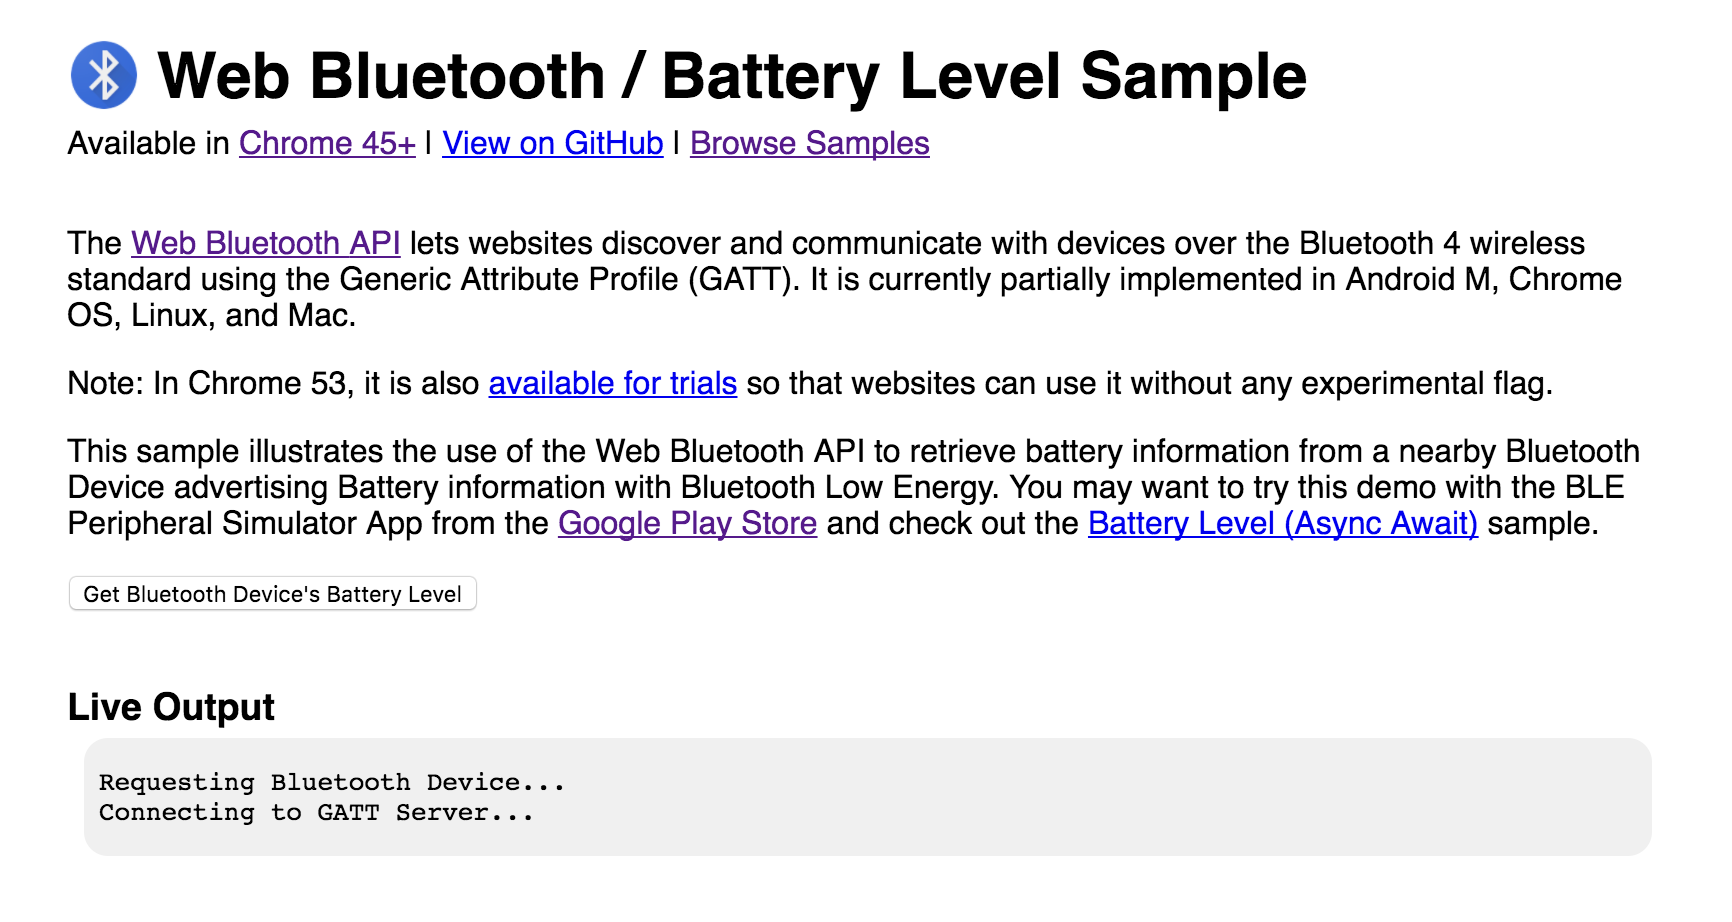 Web Bluetooth / Battery Level Sample
Available in Chrome 45+ | View on GitHub | Browse Samples
The Web Bluetooth API lets websites discover and communicate with devices over the Bluetooth 4 wireless
standard using the Generic Attribute Profile (GATT). It is currently partially implemented in Android M, Chrome
OS, Linux, and Mac.
Note: In Chrome 53, it is also available for trials so that websites can use it without any experimental flag.
This sample illustrates the use of the Web Bluetooth API to retrieve battery information from a nearby Bluetooth
Device advertising Battery information with Bluetooth Low Energy. You may want to try this demo with the BLE
Peripheral Simulator App from the Google Play Store and check out the Battery Level (Async Await) sample.
Get Bluetooth Device's Battery Level
Live Output
Requesting Bluetooth Device...
Connecting to GATT Server...